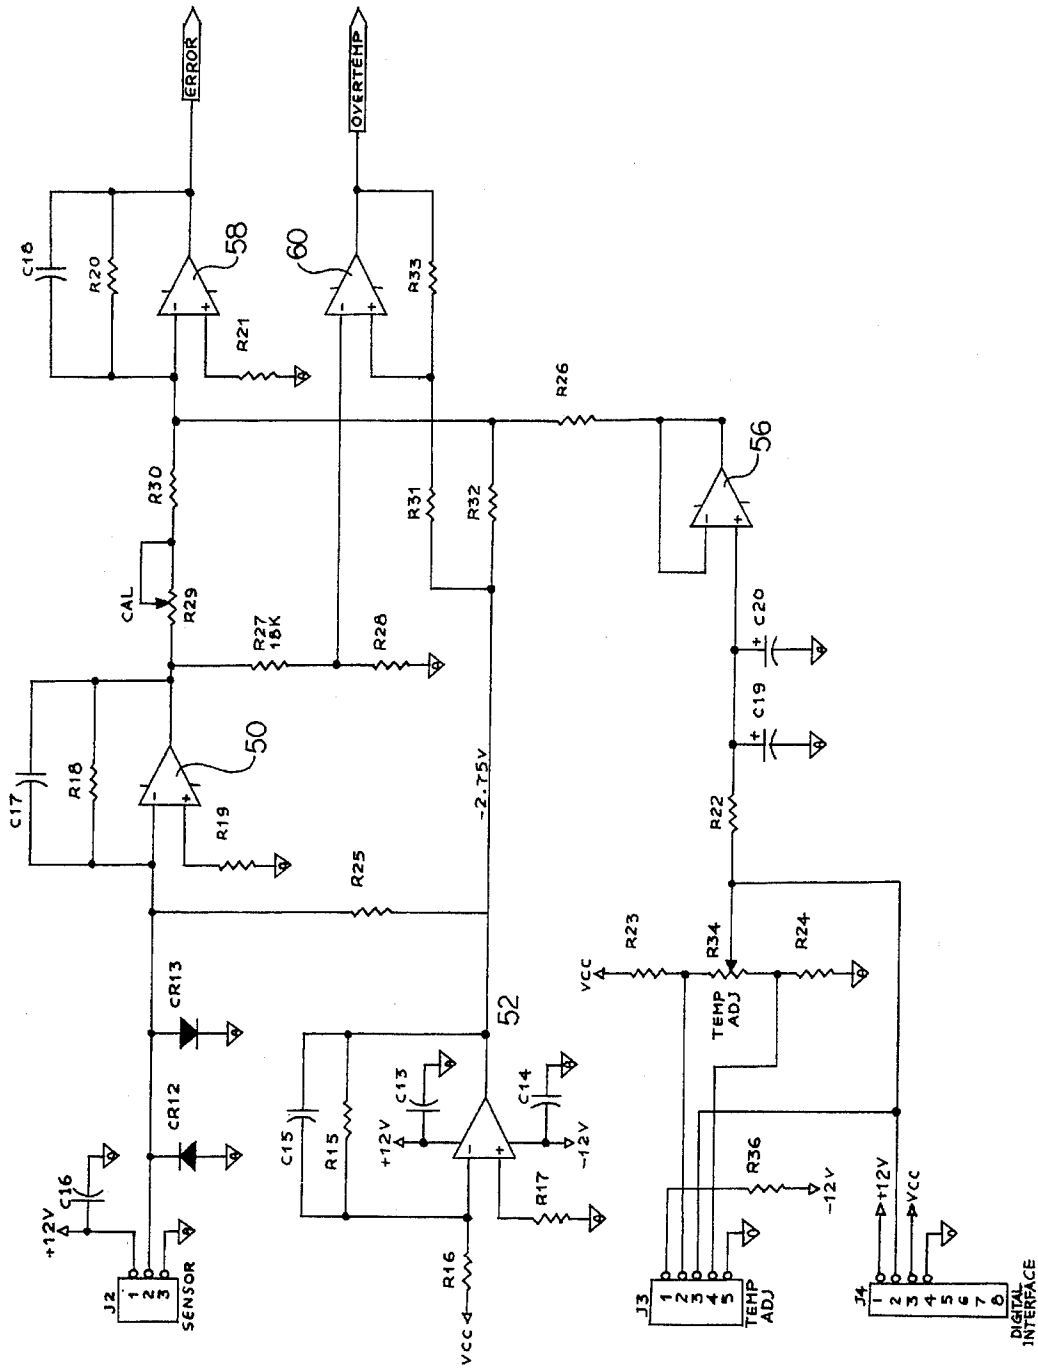 ERROR
OVERTEMP
C18
R20
58
60
R33
R21
R26
R30
R31
R32
56
CAL
R29
R27
18K
R28
C20
C19
C17
R18
50
R19
-2.75V
R22
R25
R23
R34
R24
VCC
TEMP
ADJ
CR13
CR12
52
C13
C14
C15
R15
+12V
-12V
C16
+12V
R17
R16
VCC
R36
-12V
+12V
VCC
J2
1
2
3
SENSOR
J3
1
2
3
4
5
TEMP
ADJ
J4
1
2
3
4
5
6
7
8
DIGITAL
INTERFACE
-
+
-
+
-
+
-
+
-
+
+
+